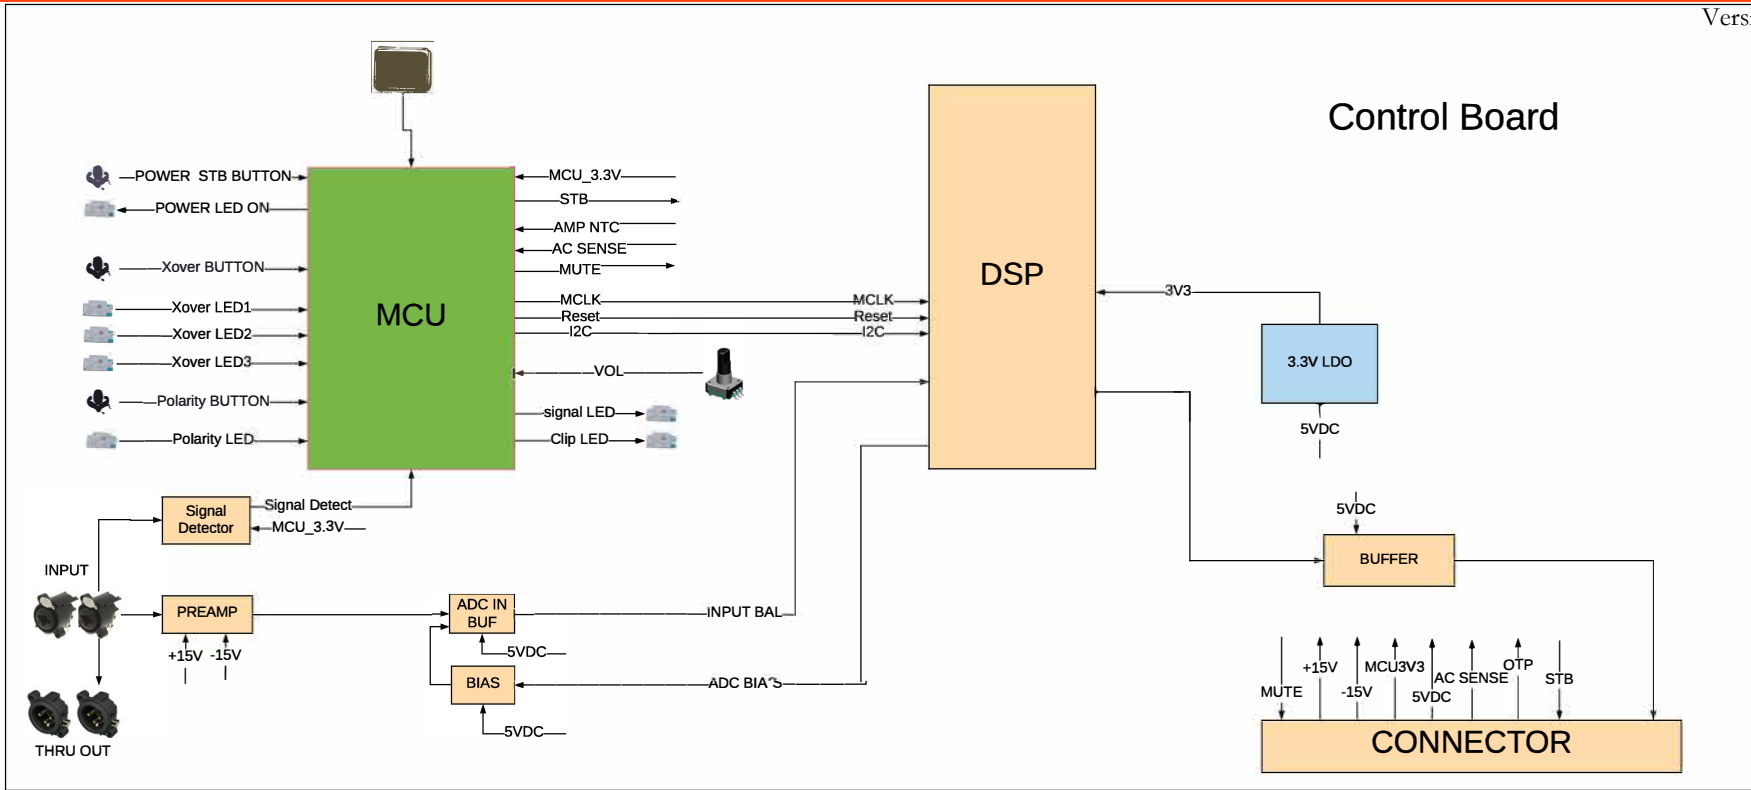 Vers
Control Board
POWER STB BUTTON
POWER LED ON
Xover BUTTON
Xover LED1
Xover LED2
Xover LED3
Polarity BUTTON
Polarity LED
MCU
MCU_3.3V
STB
AMP NTC
AC SENSE
MUTE
MCLK
Reset
I2C
VOL
signal LED
Clip LED
MCLK
Reset
I2C
DSP
3V3
3.3V LDO
5VDC
Signal
Detector
Signal Detect
MCU_3.3V
INPUT
PREAMP
+15V
-15V
ADC IN
BUF
5VDC
INPUT BAL
BIAS
5VDC
ADC BIAS
THRU OUT
5VDC
BUFFER
MUTE
+15V
-15V
MCU3V3
5VDC
AC SENSE
OTP
STB
CONNECTOR